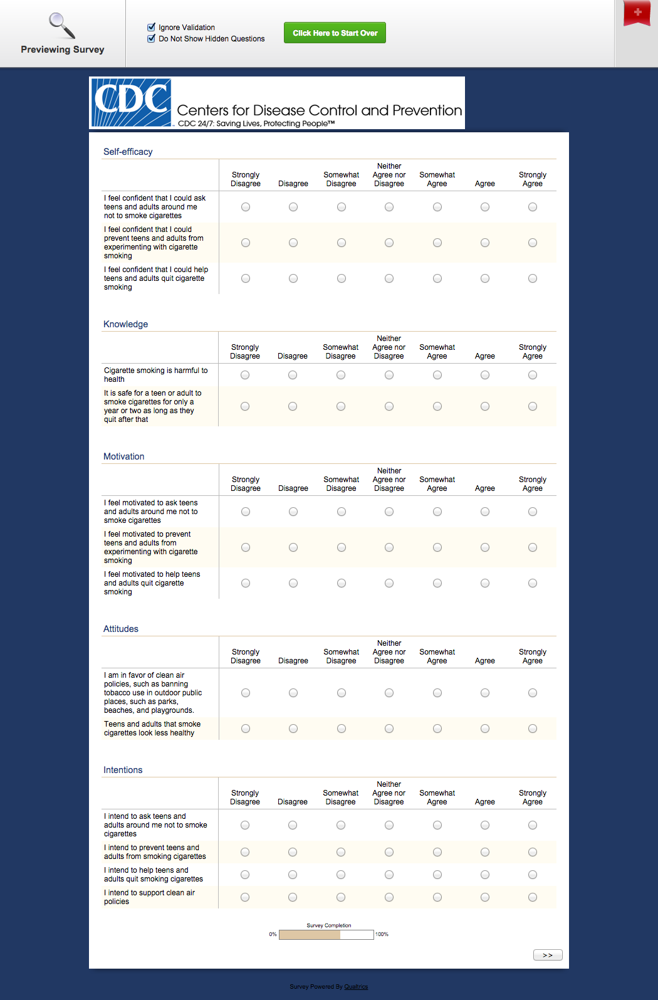 Previewing Survey
Ignore Validation
Do Not Show Hidden Questions
Click Here to Start Over
CDC
Centers for Disease Control and Prevention
CDC 24/7: Saving Lives, Protecting People™
Self-efficacy
Strongly Disagree
Disagree
Somewhat Disagree
Neither Agree nor Disagree
Somewhat Agree
Agree
Strongly Agree
I feel confident that I could ask
teens and adults around me
not to smoke cigarettes
I feel confident that I could
prevent teens and adults from
experimenting with cigarette
smoking
I feel confident that I could help
teens and adults quit cigarette
smoking
Knowledge
Strongly Disagree
Disagree
Somewhat Disagree
Neither Agree nor Disagree
Somewhat Agree
Agree
Strongly Agree
Cigarette smoking is harmful to
health
It is safe for a teen or adult to
smoke cigarettes for only a
year or two as long as they
quit after that
Motivation
Strongly Disagree
Disagree
Somewhat Disagree
Neither Agree nor Disagree
Somewhat Agree
Agree
Strongly Agree
I feel motivated to ask teens
and adults around me not to
smoke cigarettes
I feel motivated to prevent
teens and adults from
experimenting with cigarette
smoking
I feel motivated to help teens
and adults quit cigarette
smoking
Attitudes
Strongly Disagree
Disagree
Somewhat Disagree
Neither Agree nor Disagree
Somewhat Agree
Agree
Strongly Agree
I am in favor of clean air
policies, such as banning
tobacco use in outdoor public
places, such as parks,
beaches, and playgrounds.
Teens and adults that smoke
cigarettes look less healthy
Intentions
Strongly Disagree
Disagree
Somewhat Disagree
Neither Agree nor Disagree
Somewhat Agree
Agree
Strongly Agree
I intend to ask teens and
adults around me not to smoke
cigarettes
I intend to prevent teens and
adults from smoking cigarettes
I intend to help teens and
adults quit smoking cigarettes
I intend to support clean air
policies
Survey Completion
0% 100%
>>
Survey Powered By Qualtrics